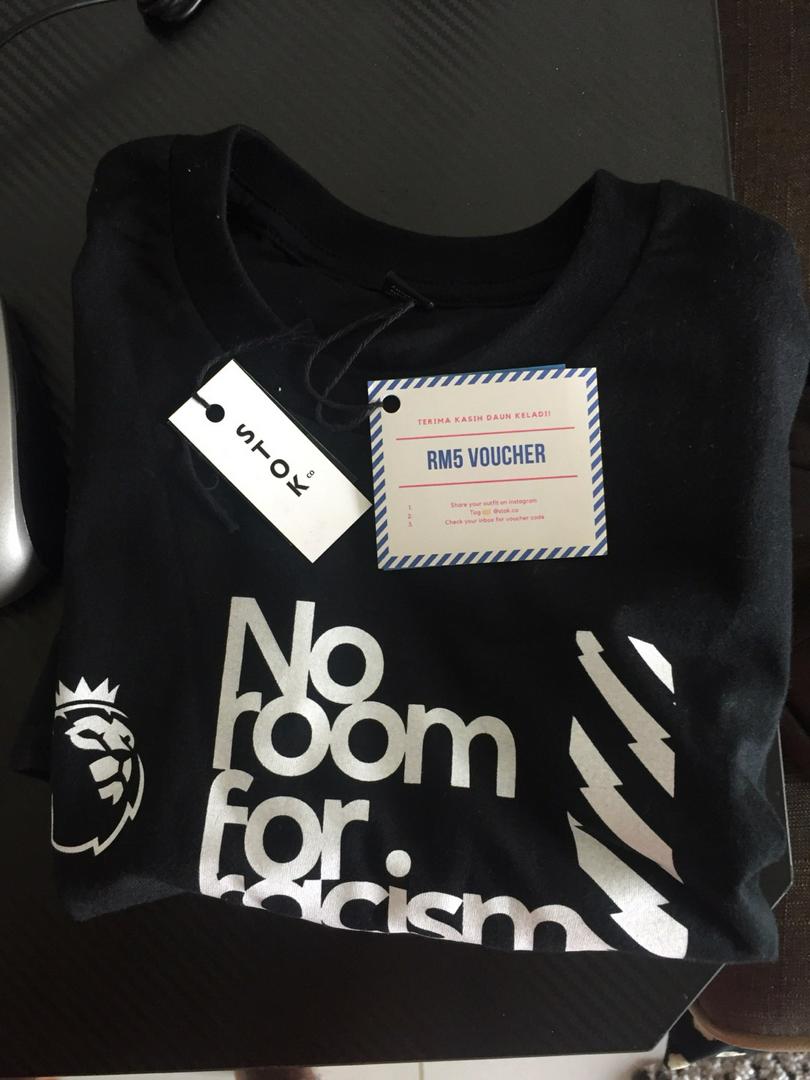 STOK
co
TERIMA KASIH DAUN KELADI!
RM5 VOUCHER
1. Share your outfit on instagram
2. Tag @stok.co
3. Check your inbox for voucher code
No
room
for
racism